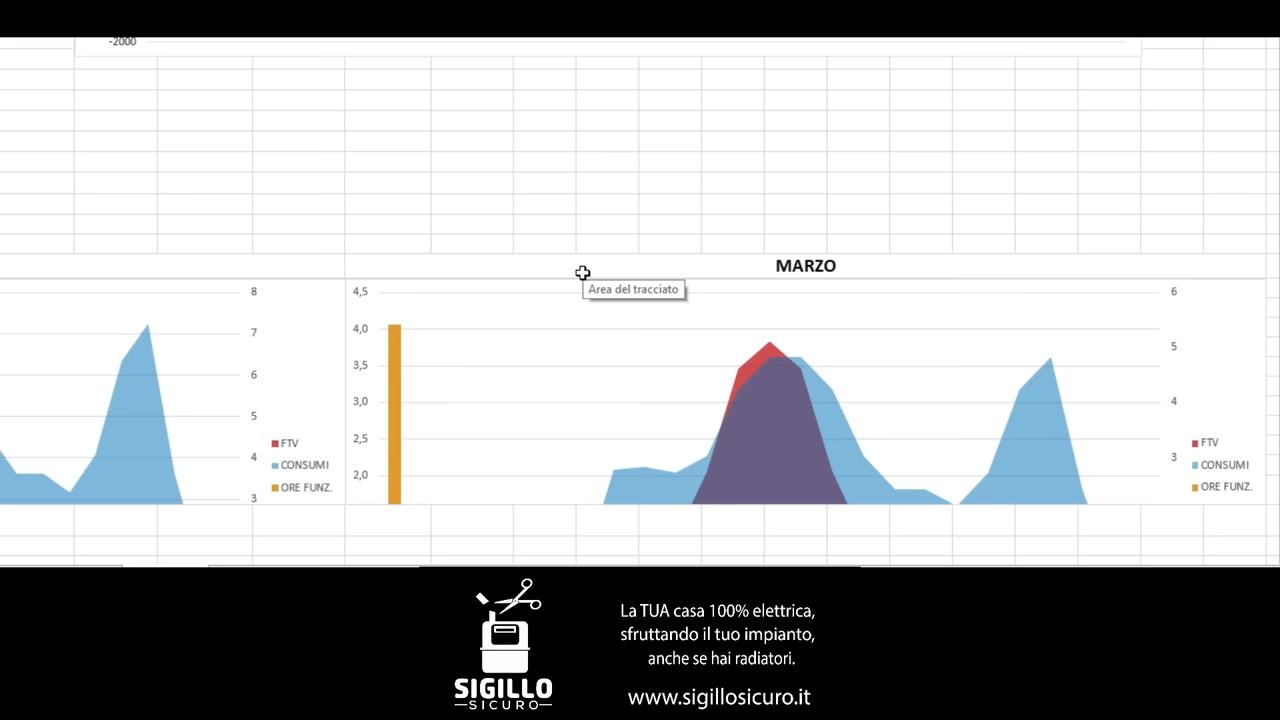 -2000
MARZO
Area del tracciato
8
7
6
5
4
3
FTV
CONSUMI
ORE FUNZ.
4,5
4,0
3,5
3,0
2,5
2,0
6
5
4
3
FTV
CONSUMI
ORE FUNZ.
SIGILLO
SICURO
La TUA casa 100% elettrica,
sfruttando il tuo impianto,
anche se hai radiatori.
www.sigillosicuro.it